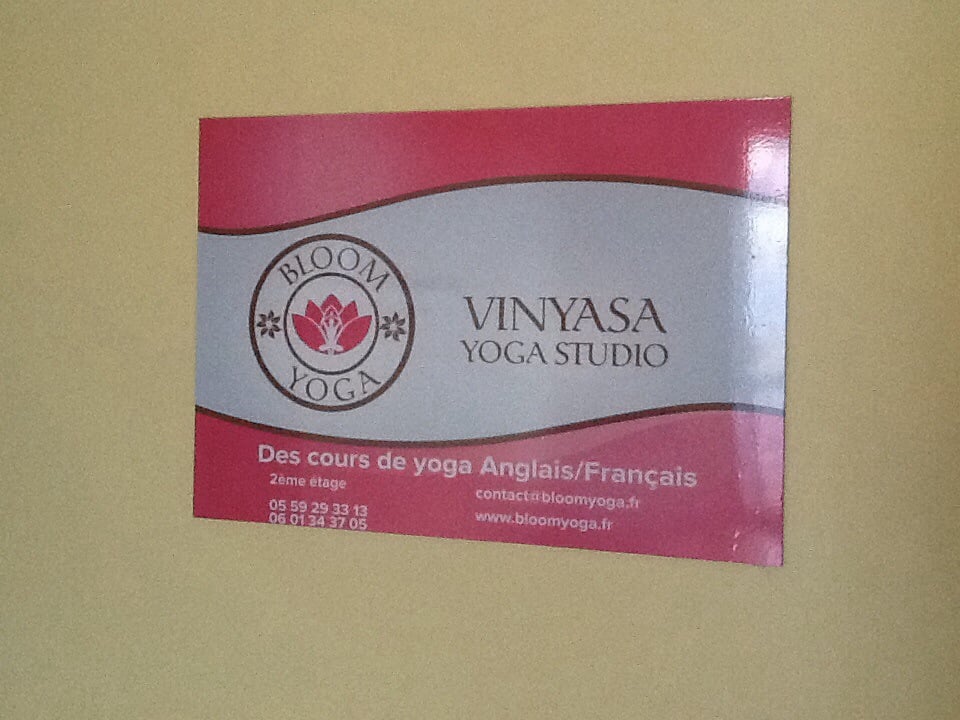 BLOOM
YOGA
VINYASA
YOGA STUDIO
Des cours de yoga Anglais/Français
2ème étage
05 59 29 33 13
06 01 34 37 05
contact@bloomyoga.fr
www.bloomyoga.fr